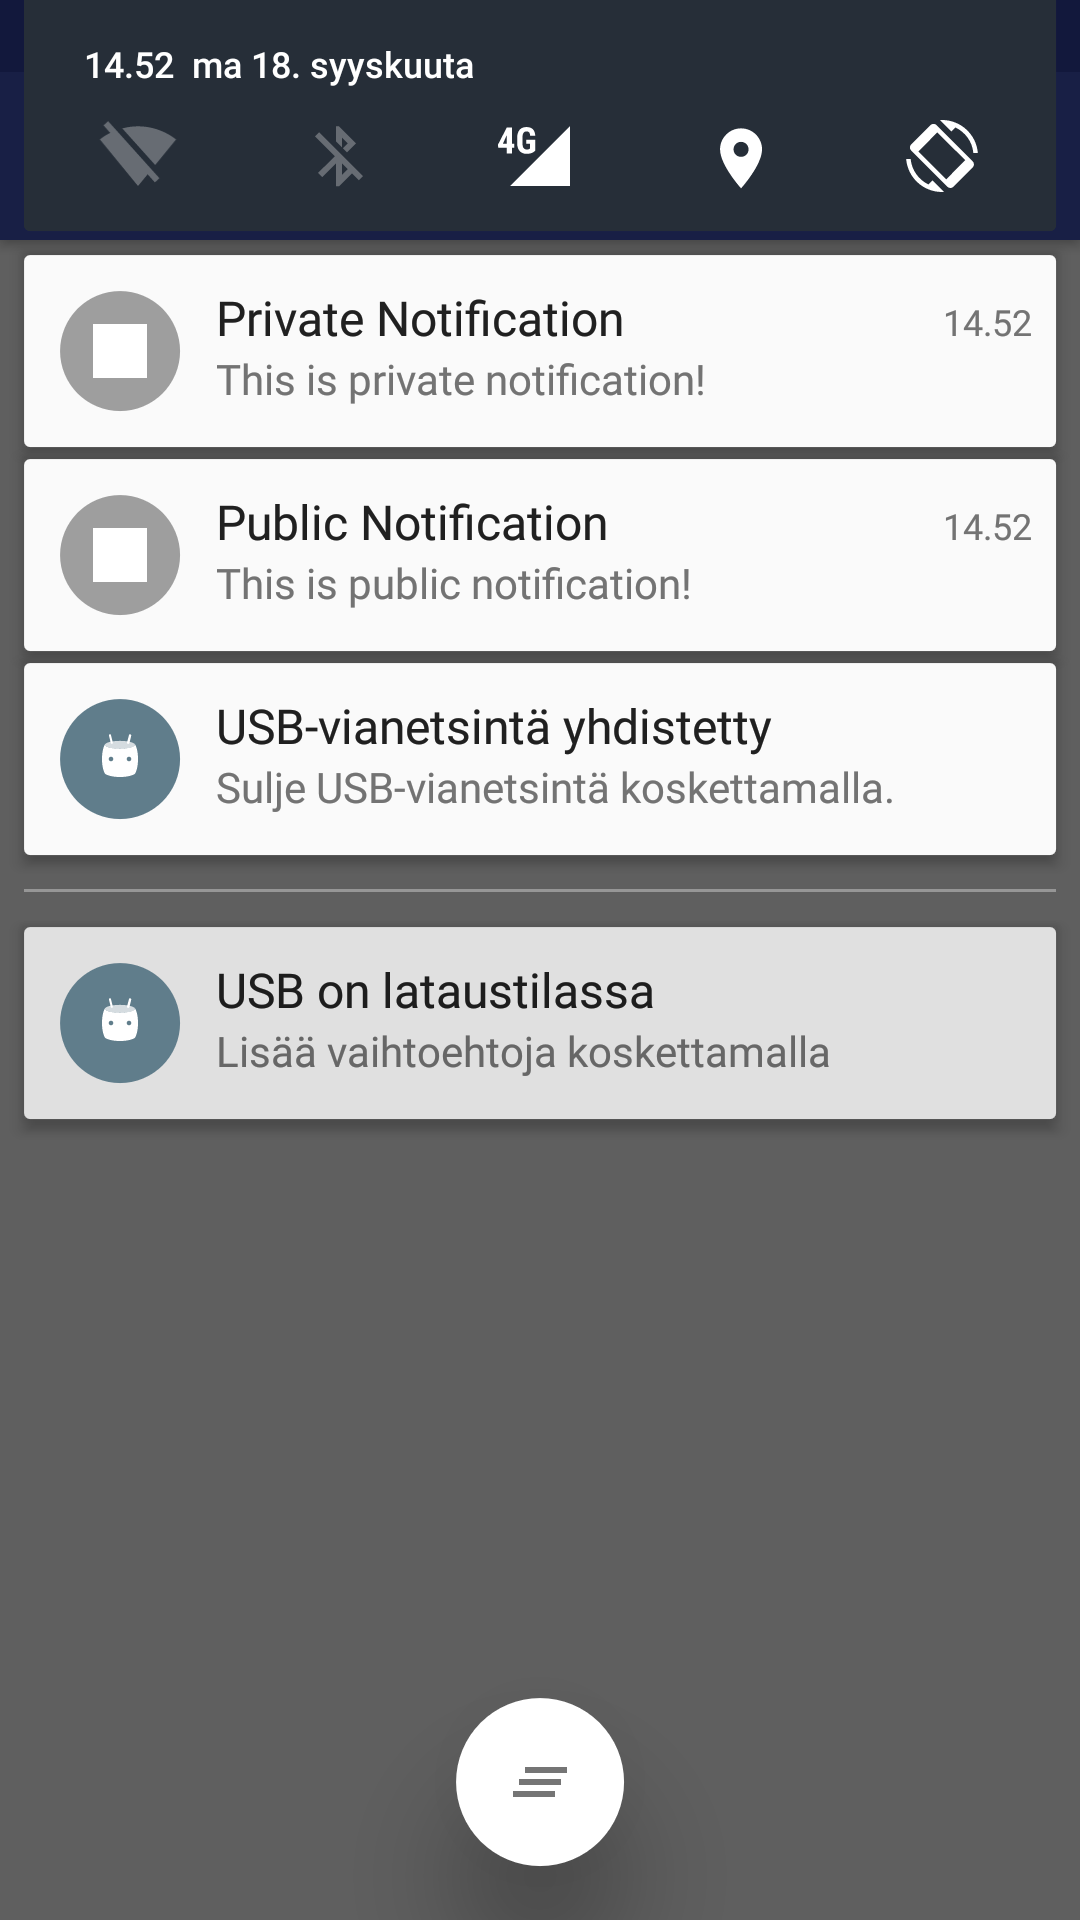 14.52 ma 18. syyskuuta
4G
Private Notification
14.52
This is private notification!
Public Notification
14.52
This is public notification!
USB-vianetsintä yhdistetty
Sulje USB-vianetsintä koskettamalla.
USB on lataustilassa
Lisää vaihtoehtoja koskettamalla